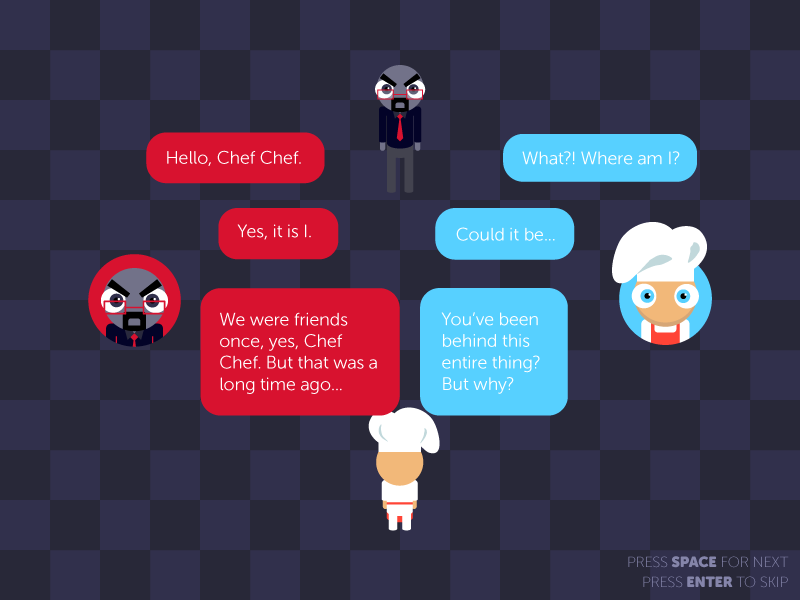 Hello, Chef Chef.
What?! Where am I?
Yes, it is I.
Could it be...
We were friends
once, yes, Chef
Chef. But that was a
long time ago...
You've been
behind this
entire thing?
But why?
PRESS SPACE FOR NEXT
PRESS ENTER TO SKIP